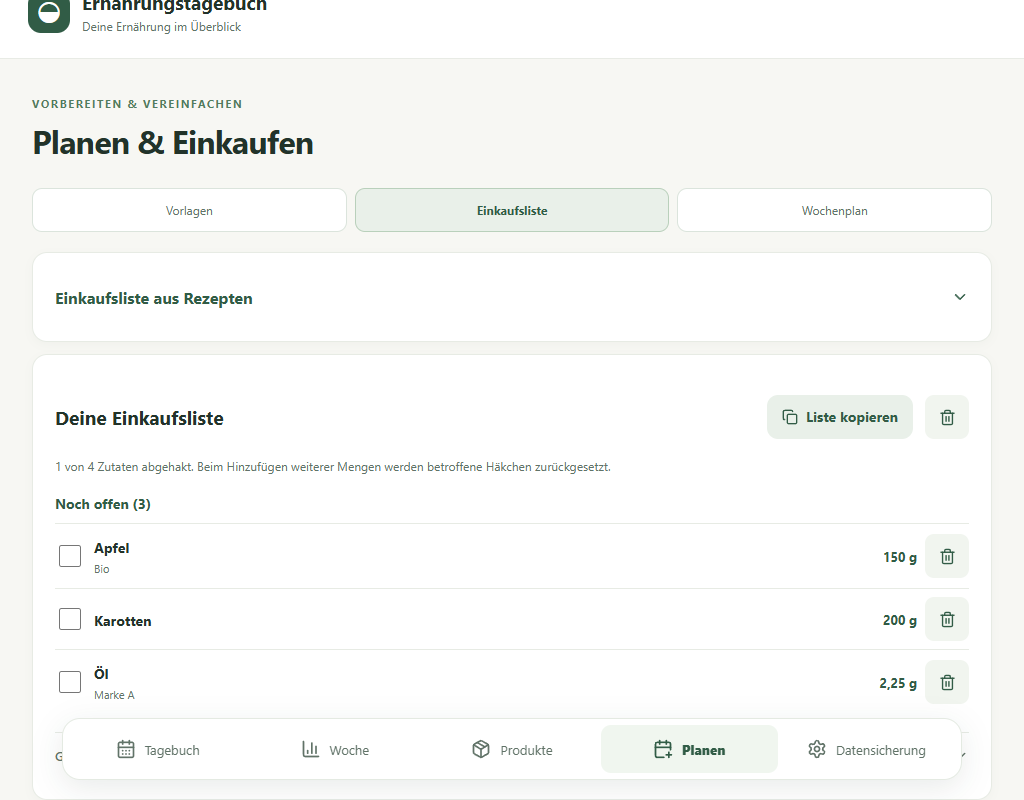 Ernährungstagebuch
Deine Ernährung im Überblick
VORBEREITEN & VEREINFACHEN
Planen & Einkaufen
Vorlagen
Einkaufsliste
Wochenplan
Einkaufsliste aus Rezepten
Deine Einkaufsliste
Liste kopieren
1 von 4 Zutaten abgehakt. Beim Hinzufügen weiterer Mengen werden betroffene Häkchen zurückgesetzt.
Noch offen (3)
Apfel
Bio
150 g
Karotten
200 g
Öl
Marke A
2,25 g
Tagebuch
Woche
Produkte
Planen
Datensicherung